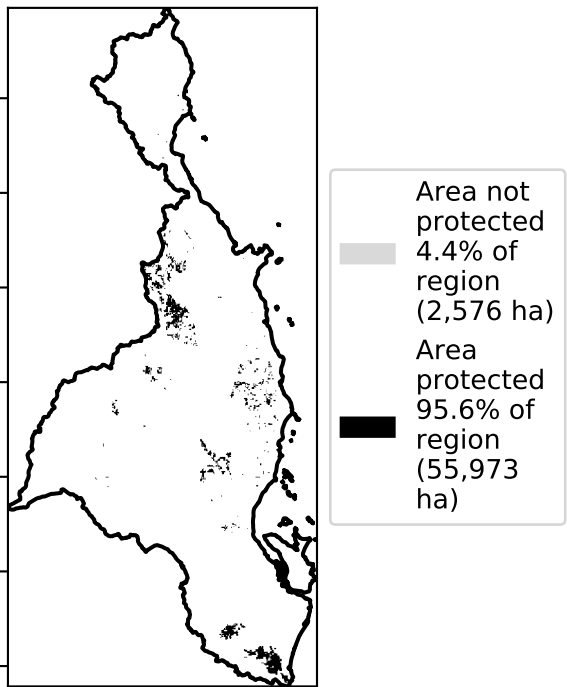 Area not
protected
4.4% of
region
(2,576 ha)
Area
protected
95.6% of
region
(55,973
ha)